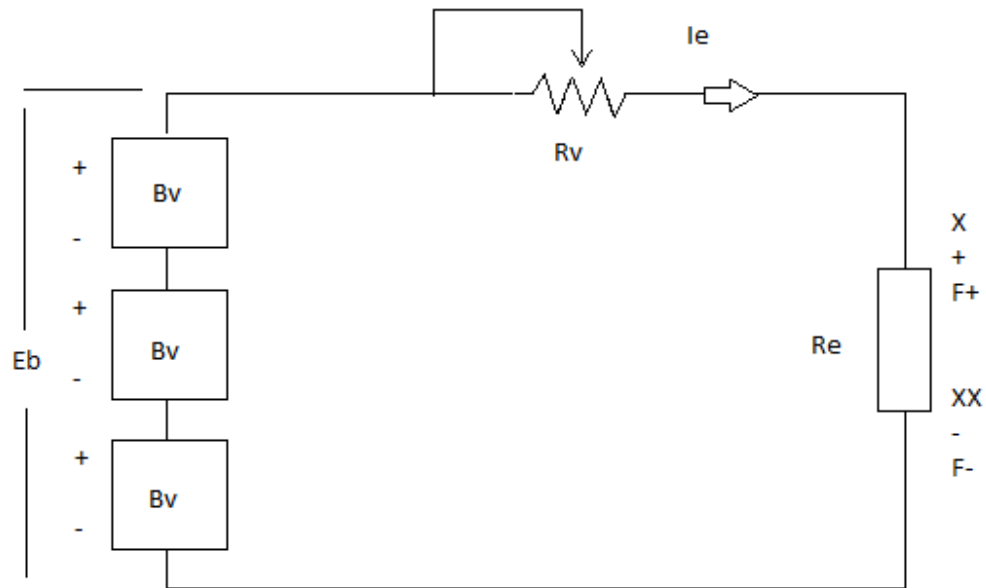 Ie
Rv
+
Bv
-
X
+
F+
+
Bv
-
Eb
Re
XX
-
F-
+
Bv
-